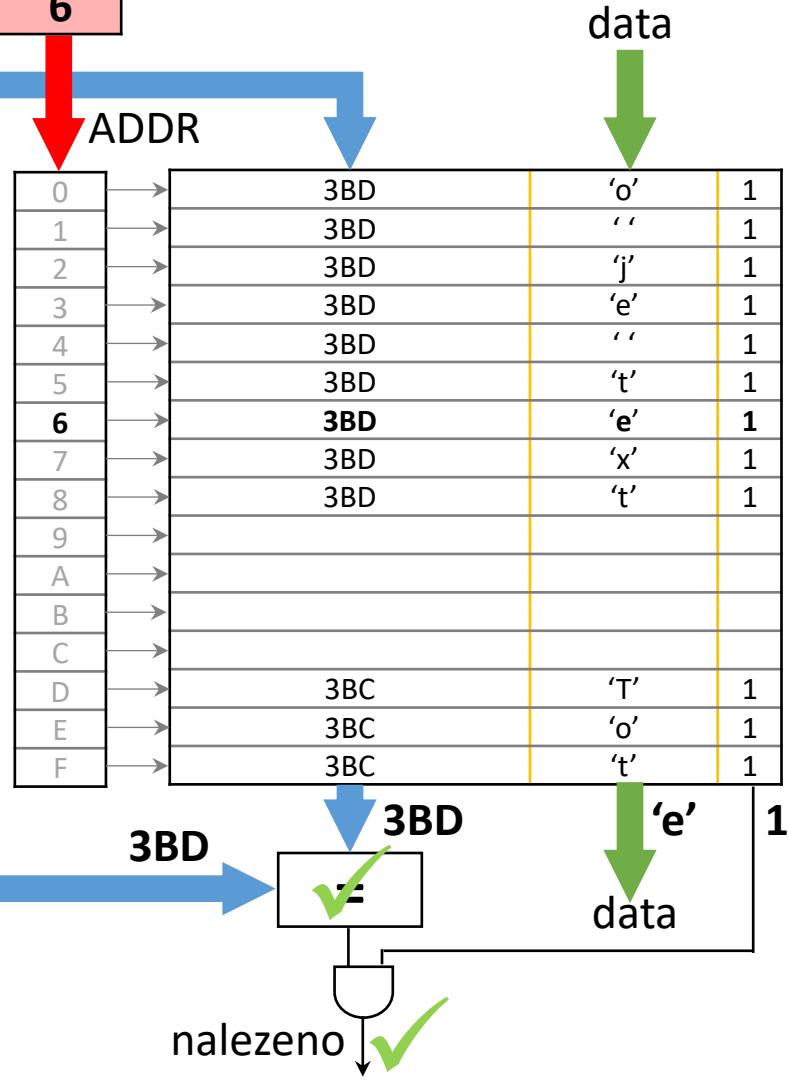 6
data
ADDR
0 3BD ‘o’ 1
1 3BD ‘ ‘ 1
2 3BD ‘j’ 1
3 3BD ‘e’ 1
4 3BD ‘ ‘ 1
5 3BD ‘t’ 1
6 3BD ‘e’ 1
7 3BD ‘x’ 1
8 3BD ‘t’ 1
9
A
B
C
D 3BC ‘T’ 1
E 3BC ‘o’ 1
F 3BC ‘t’ 1
3BD ‘e’ 1
3BD
=
data
nalezeno